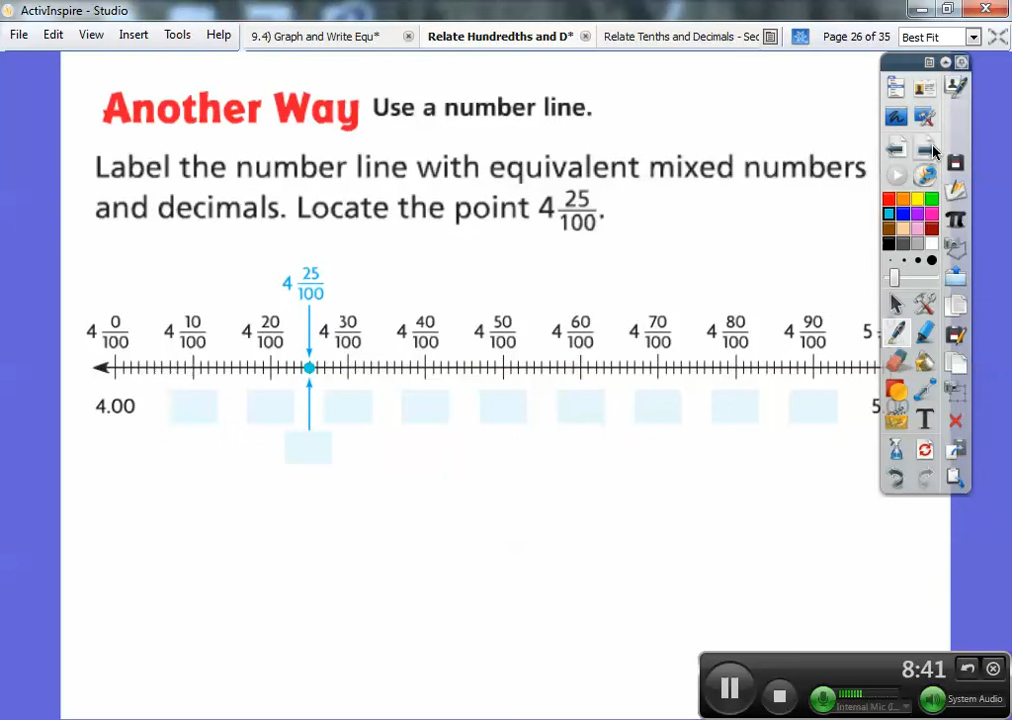 ActivInspire - Studio
File Edit View Insert Tools Help 9.4) Graph and Write Equ* Relate Hundredths and D* Relate Tenths and Decimals - Sec Page 26 of 35 Best Fit
Another Way Use a number line.
Label the number line with equivalent mixed numbers
and decimals. Locate the point 4 25/100.
4 25/100
4 0/100 4 10/100 4 20/100 4 30/100 4 40/100 4 50/100 4 60/100 4 70/100 4 80/100 4 90/100 5
4.00 5
T
8:41
Internal Mic (I... System Audio